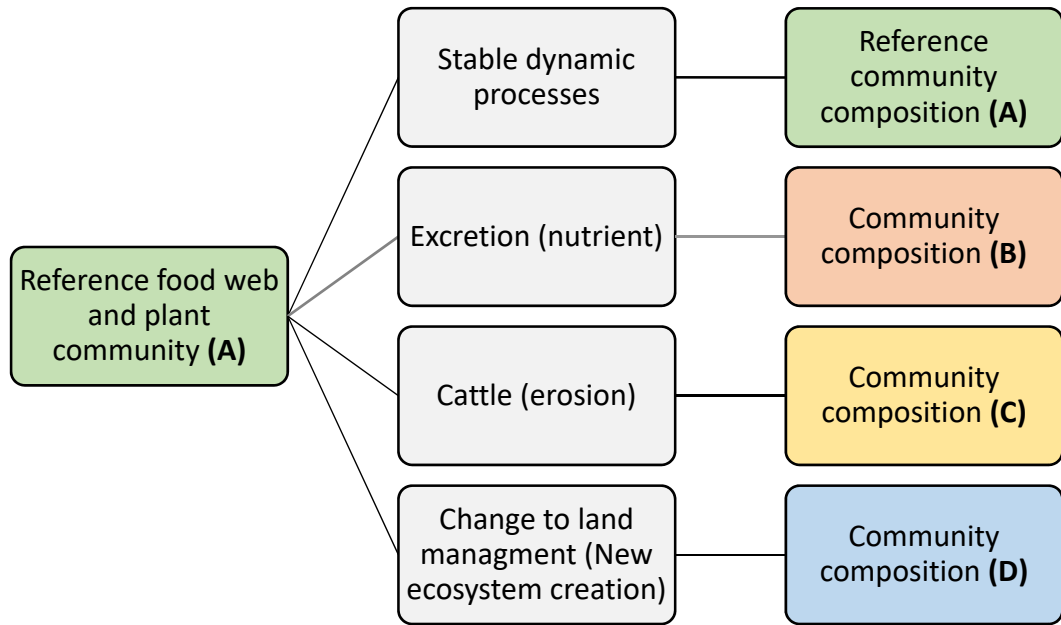 Reference food web
and plant
community (A)
Stable dynamic
processes
Reference
community
composition (A)
Excretion (nutrient)
Community
composition
(B)
Cattle (erosion)
Community
composition (C)
Change to land
managment (New
ecosystem creation)
Community
composition (D)